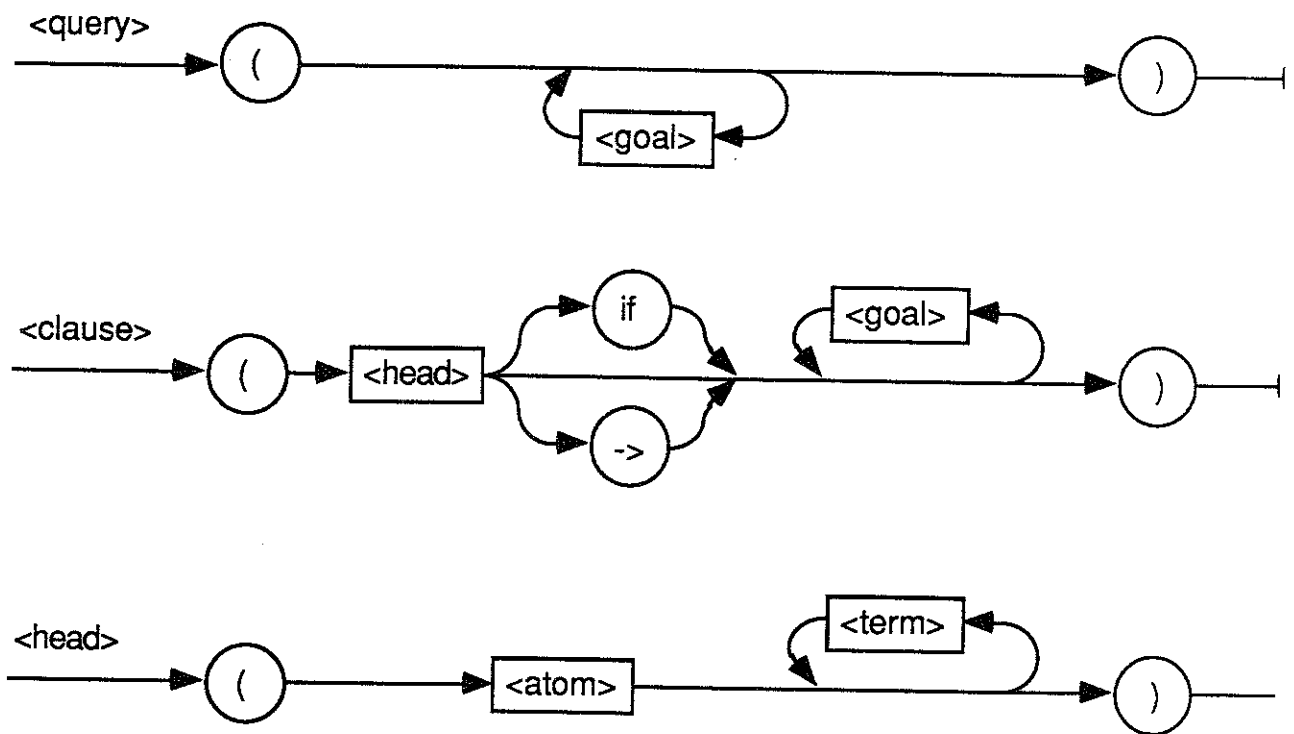 <query>
( )
<goal>
if
<goal>
<clause>
( <head> )
->
<term>
<head>
( <atom> )